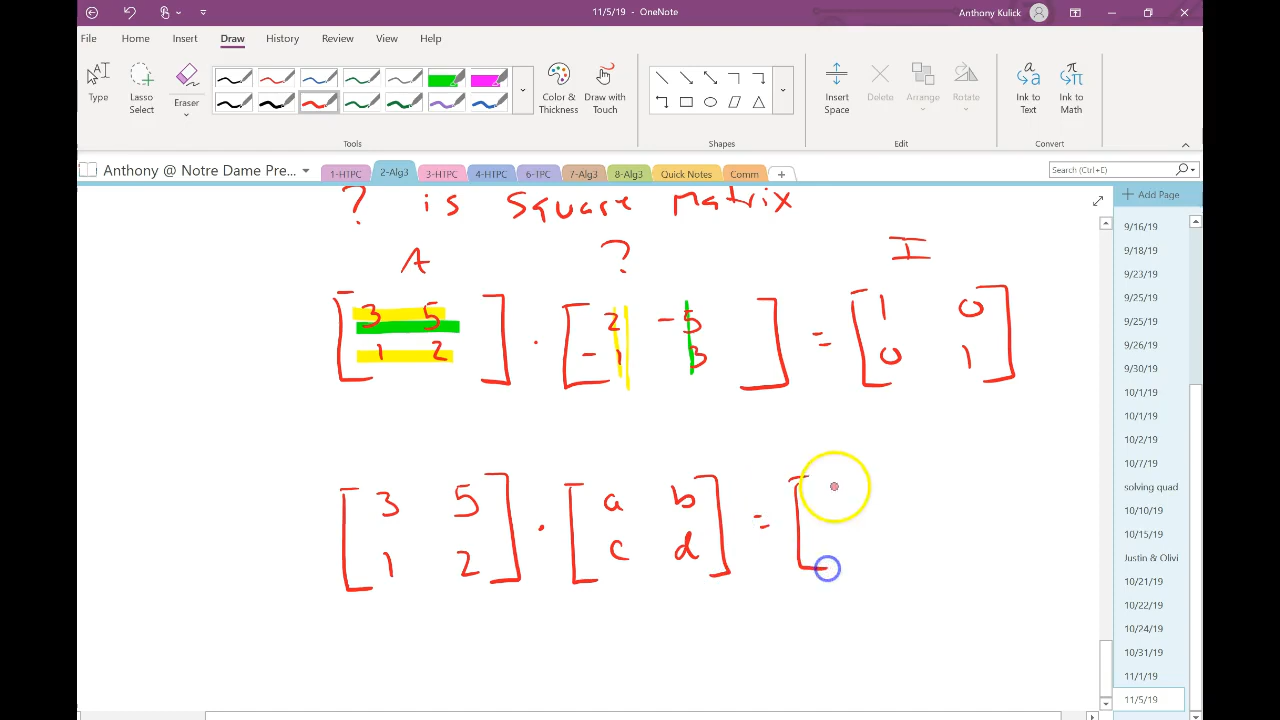 11/5/19 - OneNote
Anthony Kulick
File Home Insert Draw History Review View Help
Type
Lasso Select
Eraser
Color & Thickness
Draw with Touch
Insert Space
Delete
Arrange
Rotate
Ink to Text
Ink to Math
Tools
Shapes
Edit
Convert
Anthony @ Notre Dame Pre...
1-HTPC 2-Alg3 3-HTPC 4-HTPC 6-TPC 7-Alg3 8-Alg3 Quick Notes Comm +
Search (Ctrl+E)
+ Add Page
? is square matrix
A ? I
[3 5 · [2 -5 = [1 0
1 2] -1 3] 0 1]
[3 5 · [a b = [
1 2] c d]
9/16/19
9/18/19
9/23/19
9/25/19
9/25/19
9/26/19
9/30/19
10/1/19
10/1/19
10/2/19
10/7/19
solving quad
10/10/19
10/15/19
Justin & Olivi
10/21/19
10/22/19
10/24/19
10/31/19
11/1/19
11/5/19